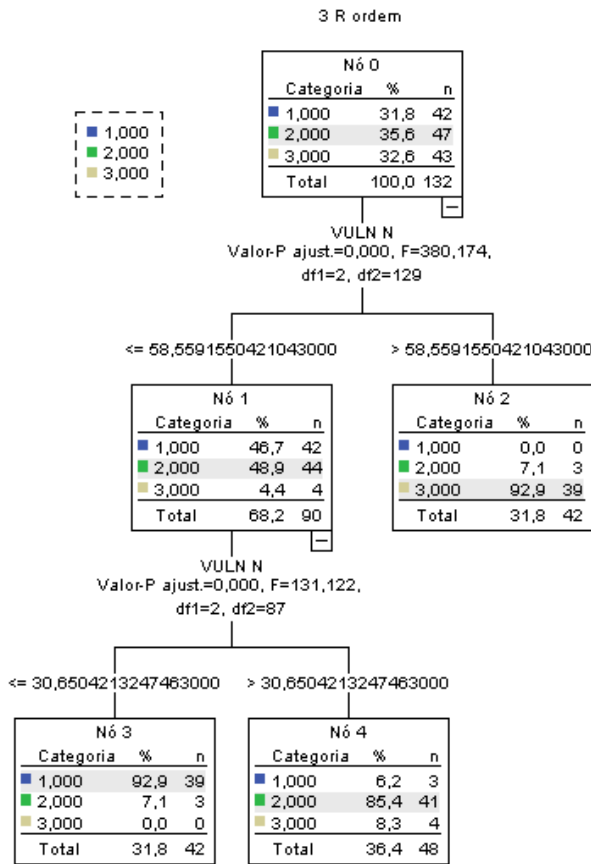 3 R ordem
1,000
2,000
3,000
Nó 0
Categoria % n
1,000 31,8 42
2,000 35,6 47
3,000 32,6 43
Total 100,0 132
VULN N
Valor-P ajust.=0,000, F=380,174,
df1=2, df2=129
<= 58,55915550421043000
> 58,55915550421043000
Nó 1
Categoria % n
1,000 46,7 42
2,000 48,9 44
3,000 4,4 4
Total 68,2 90
Nó 2
Categoria % n
1,000 0,0 0
2,000 7,1 3
3,000 92,9 39
Total 31,8 42
VULN N
Valor-P ajust.=0,000, F=131,122,
df1=2, df2=87
<= 30,6504213247463000
> 30,6504213247463000
Nó 3
Categoria % n
1,000 92,9 39
2,000 7,1 3
3,000 0,0 0
Total 31,8 42
Nó 4
Categoria % n
1,000 6,2 3
2,000 85,4 41
3,000 8,3 4
Total 36,4 48